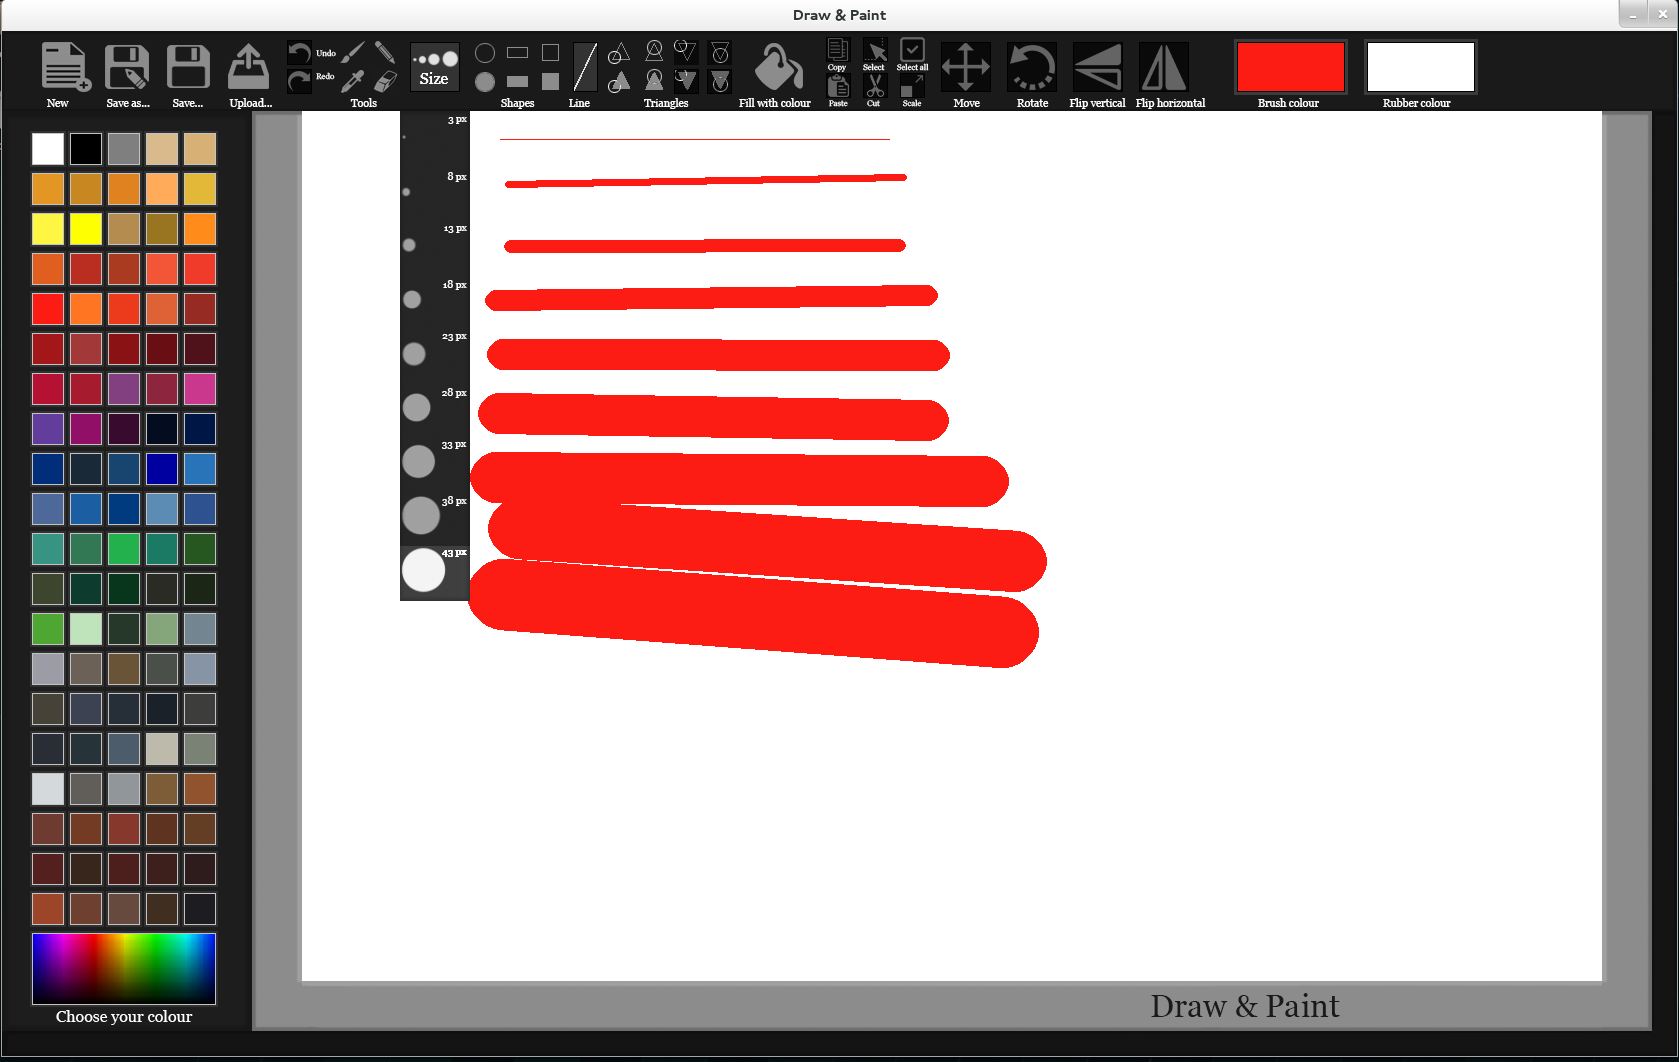 Draw & Paint
Undo
Redo
Size
New
Save as...
Save...
Upload...
Tools
Shapes
Line
Triangles
Fill with colour
Copy
Select
Select all
Paste
Cut
Scale
Move
Rotate
Flip vertical
Flip horizontal
Brush colour
Rubber colour
3 px
8 px
13 px
18 px
23 px
28 px
33 px
38 px
43 px
Choose your colour
Draw & Paint